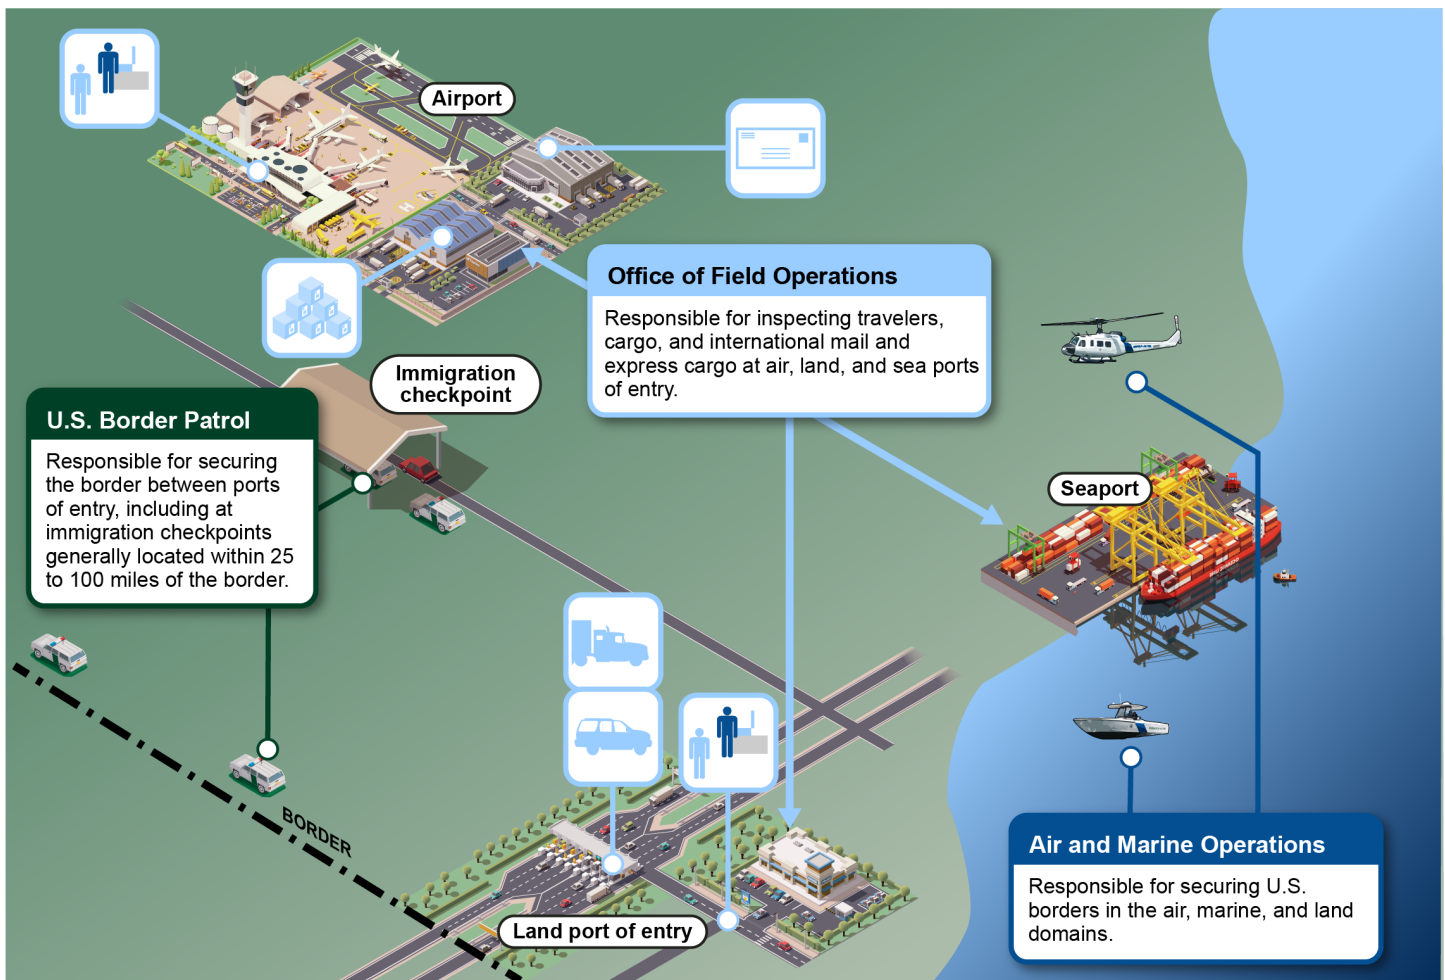 Airport
Office of Field Operations
Responsible for inspecting travelers,
cargo, and international mail and
express cargo at air, land, and sea ports
of entry.
Immigration
checkpoint
U.S. Border Patrol
Responsible for securing
the border between ports
of entry, including at
immigration checkpoints
generally located within 25
to 100 miles of the border.
Seaport
BORDER
Land port of entry
Air and Marine Operations
Responsible for securing U.S.
borders in the air, marine, and land
domains.